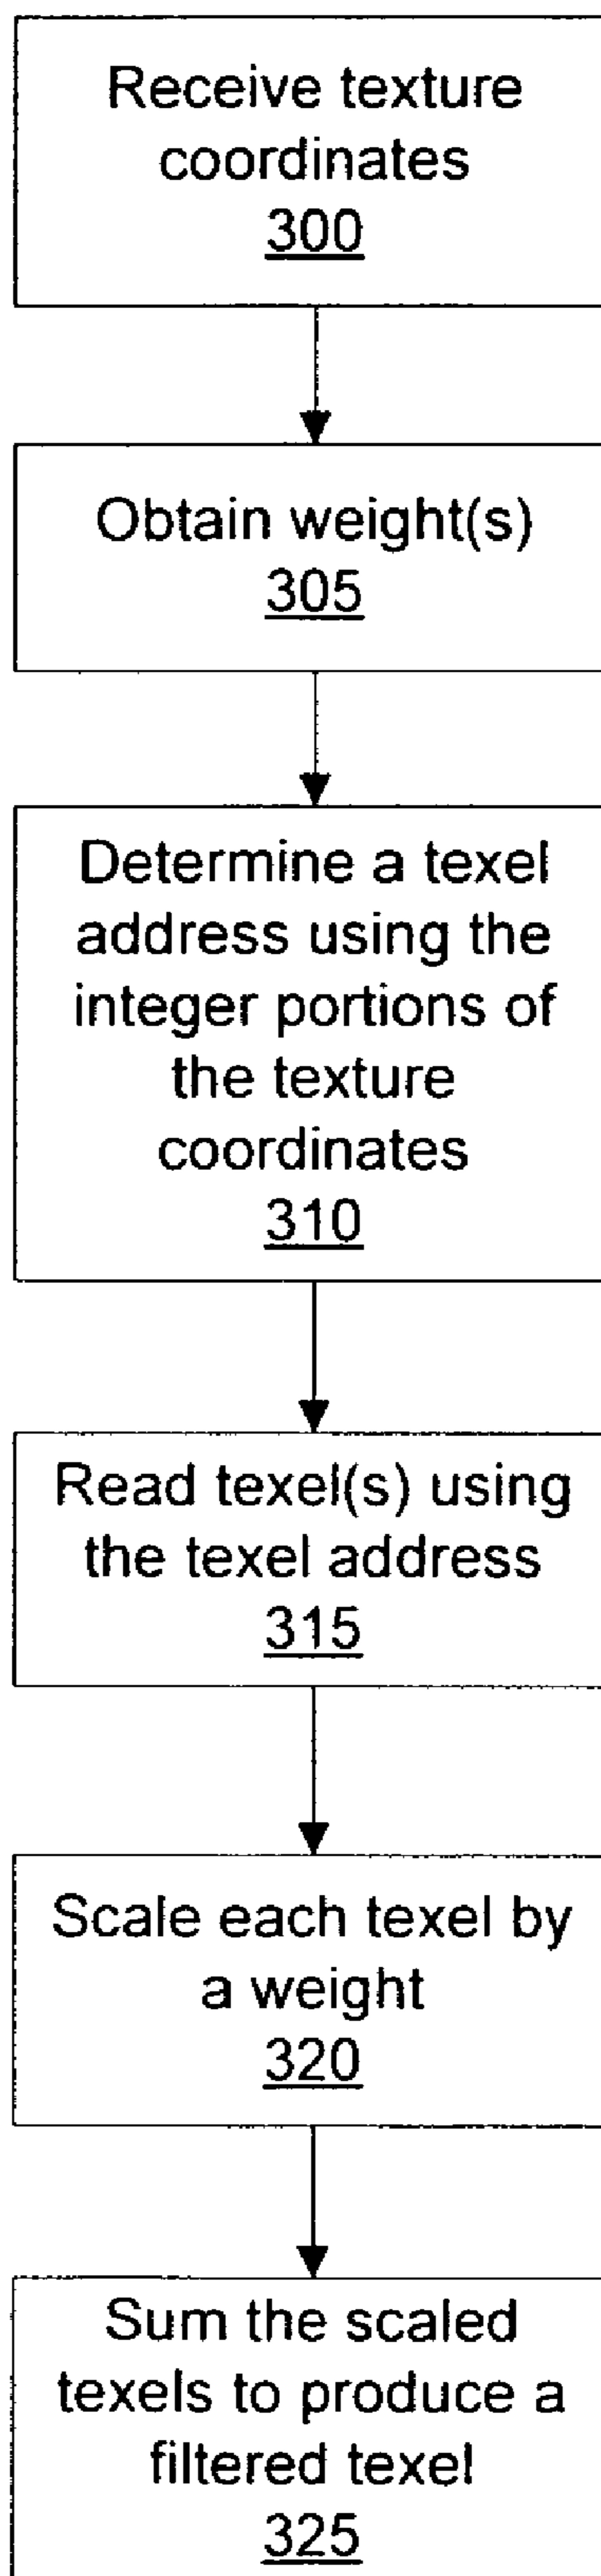 Receive texture
coordinates
300
Obtain weight(s)
305
Determine a texel
address using the
integer portions of
the texture
coordinates
310
Read texel(s) using
the texel address
315
Scale each texel by
a weight
320
Sum the scaled
texels to produce a
filtered texel
325